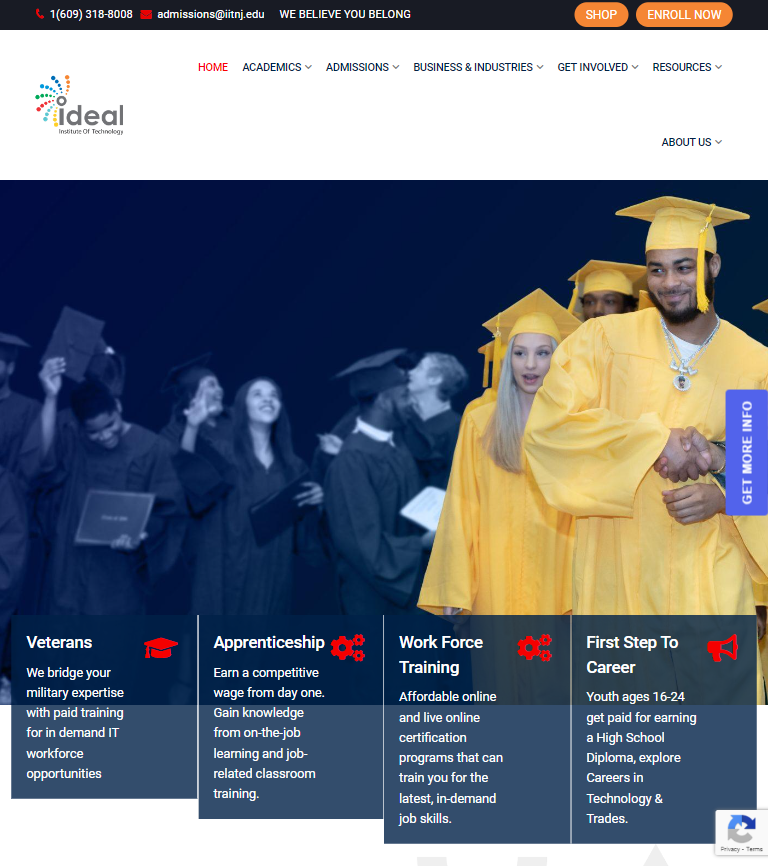 1(609) 318-8008 admissions@iitnj.edu WE BELIEVE YOU BELONG SHOP ENROLL NOW
HOME ACADEMICS ADMISSIONS BUSINESS & INDUSTRIES GET INVOLVED RESOURCES
ideal
Institute Of Technology
ABOUT US
GET MORE INFO
Veterans
We bridge your
military expertise
with paid training
for in demand IT
workforce
opportunities
Apprenticeship
Earn a competitive
wage from day one.
Gain knowledge
from on-the-job
learning and job-
related classroom
training.
Work Force
Training
Affordable online
and live online
certification
programs that can
train you for the
latest, in-demand
job skills.
First Step To
Career
Youth ages 16-24
get paid for earning
a High School
Diploma, explore
Careers in
Technology &
Trades.
Privacy - Terms